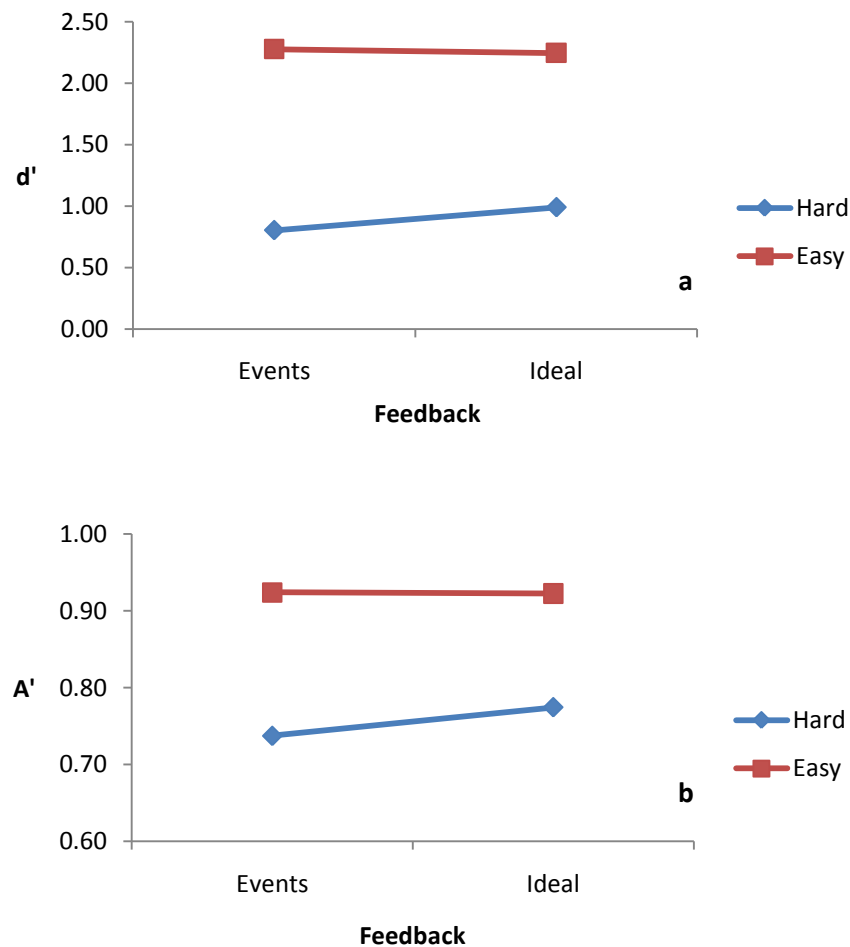 2.50
2.00
1.50
d'
1.00
Hard
0.50
Easy
a
0.00
Events Ideal
Feedback
1.00
0.90
A'
0.80
Hard
0.70
Easy
b
0.60
Events Ideal
Feedback